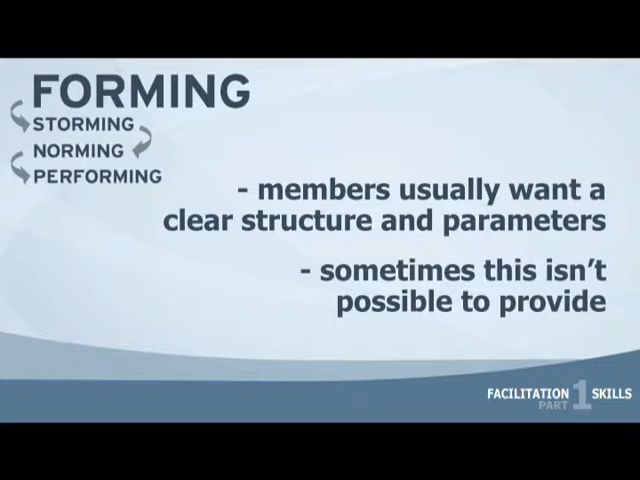 FORMING
STORMING
NORMING
PERFORMING
- members usually want a
clear structure and parameters
- sometimes this isn't
possible to provide
FACILITATION 1 SKILLS
PART